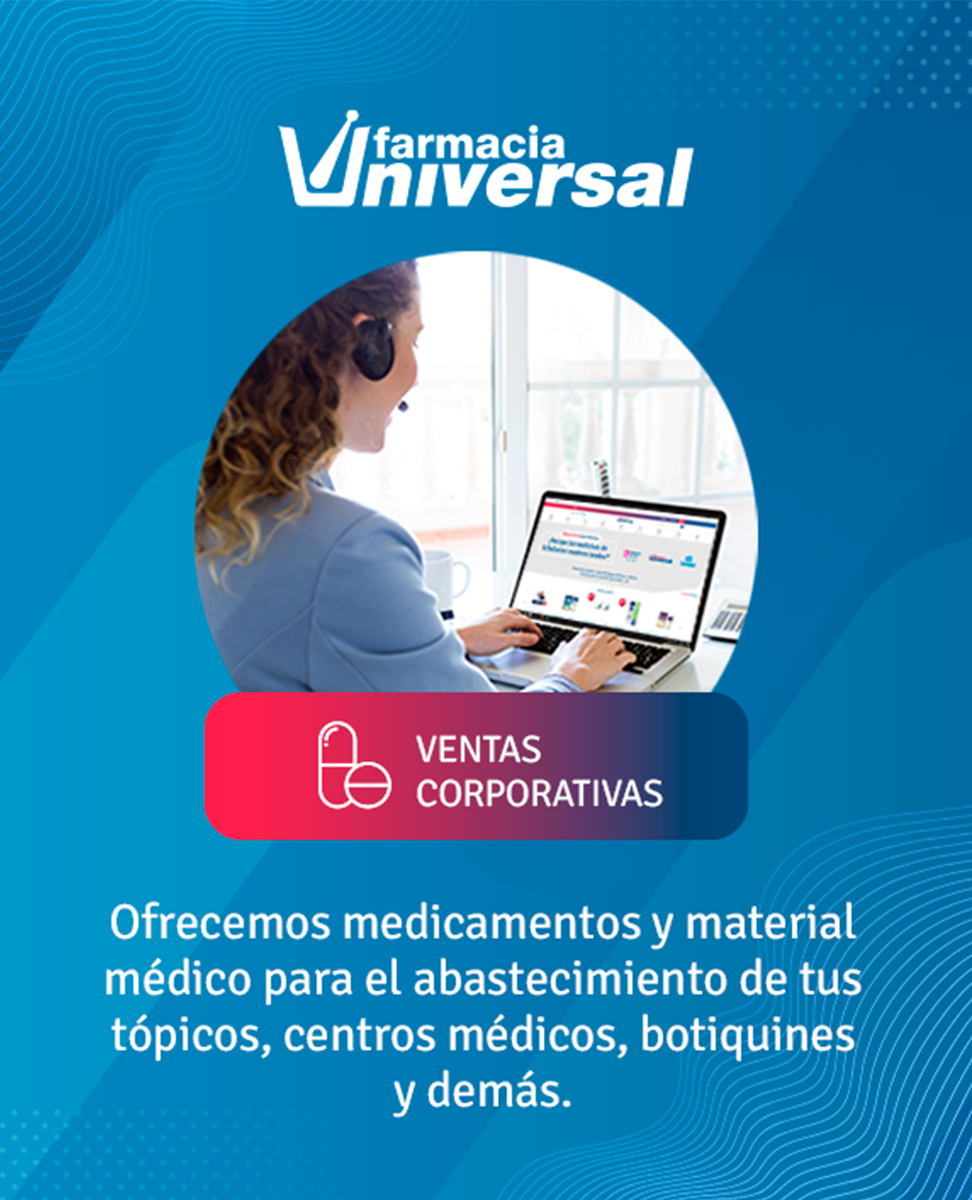 farmacia
Universal
VENTAS
CORPORATIVAS
Ofrecemos medicamentos y material
médico para el abastecimiento de tus
tópicos, centros médicos, botiquines
y demás.